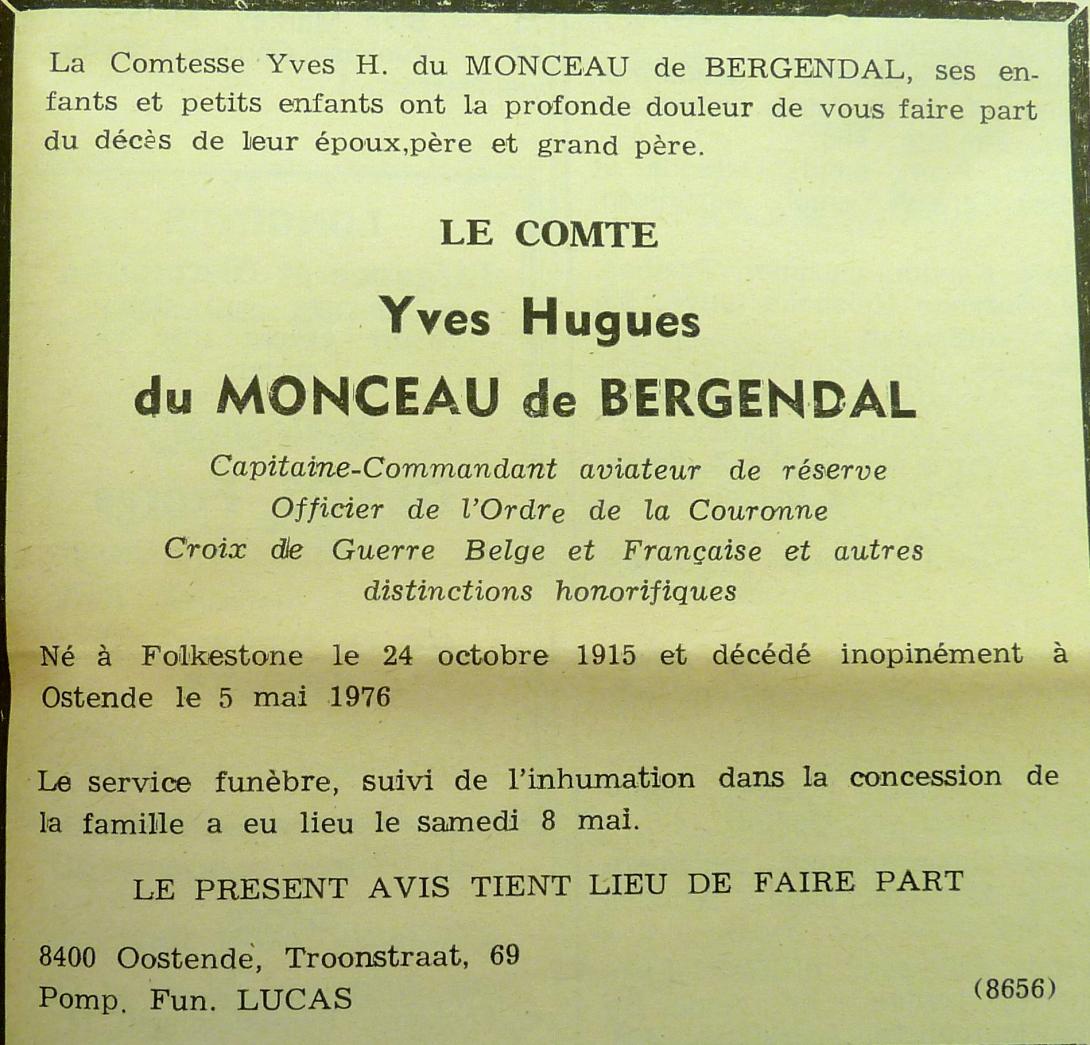 La Comtesse Yves H. du MONCEAU de BERGENDAL, ses en-
fants et petits enfants ont la profonde douleur de vous faire part
du décès de leur époux,père et grand père.
LE COMTE
Yves Hugues
du MONCEAU de BERGENDAL
Capitaine-Commandant aviateur de réserve
Officier de l'Ordre de la Couronne
Croix de Guerre Belge et Française et autres
distinctions honorifiques
Né à Folkestone le 24 octobre 1915 et décédé inopinément à
Ostende le 5 mai 1976
Le service funèbre, suivi de l'inhumation dans la concession de
la famille a eu lieu le samedi 8 mai.
LE PRESENT AVIS TIENT LIEU DE FAIRE PART
8400 Oostende, Troonstraat, 69
Pomp. Fun. LUCAS
(8656)